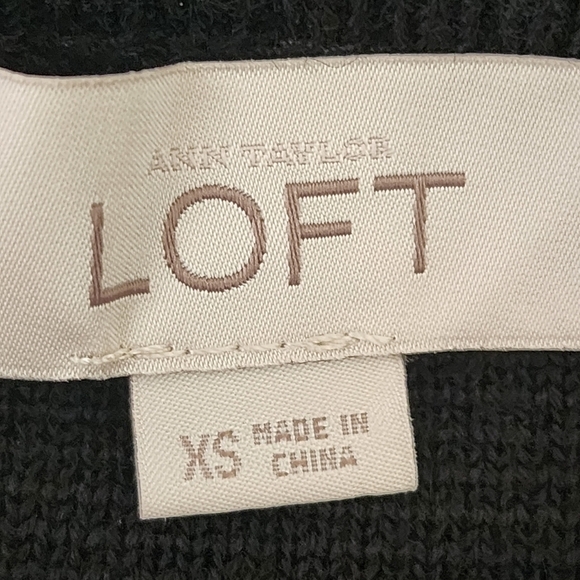 ANN TAYLOR
LOFT
XS MADE IN
CHINA